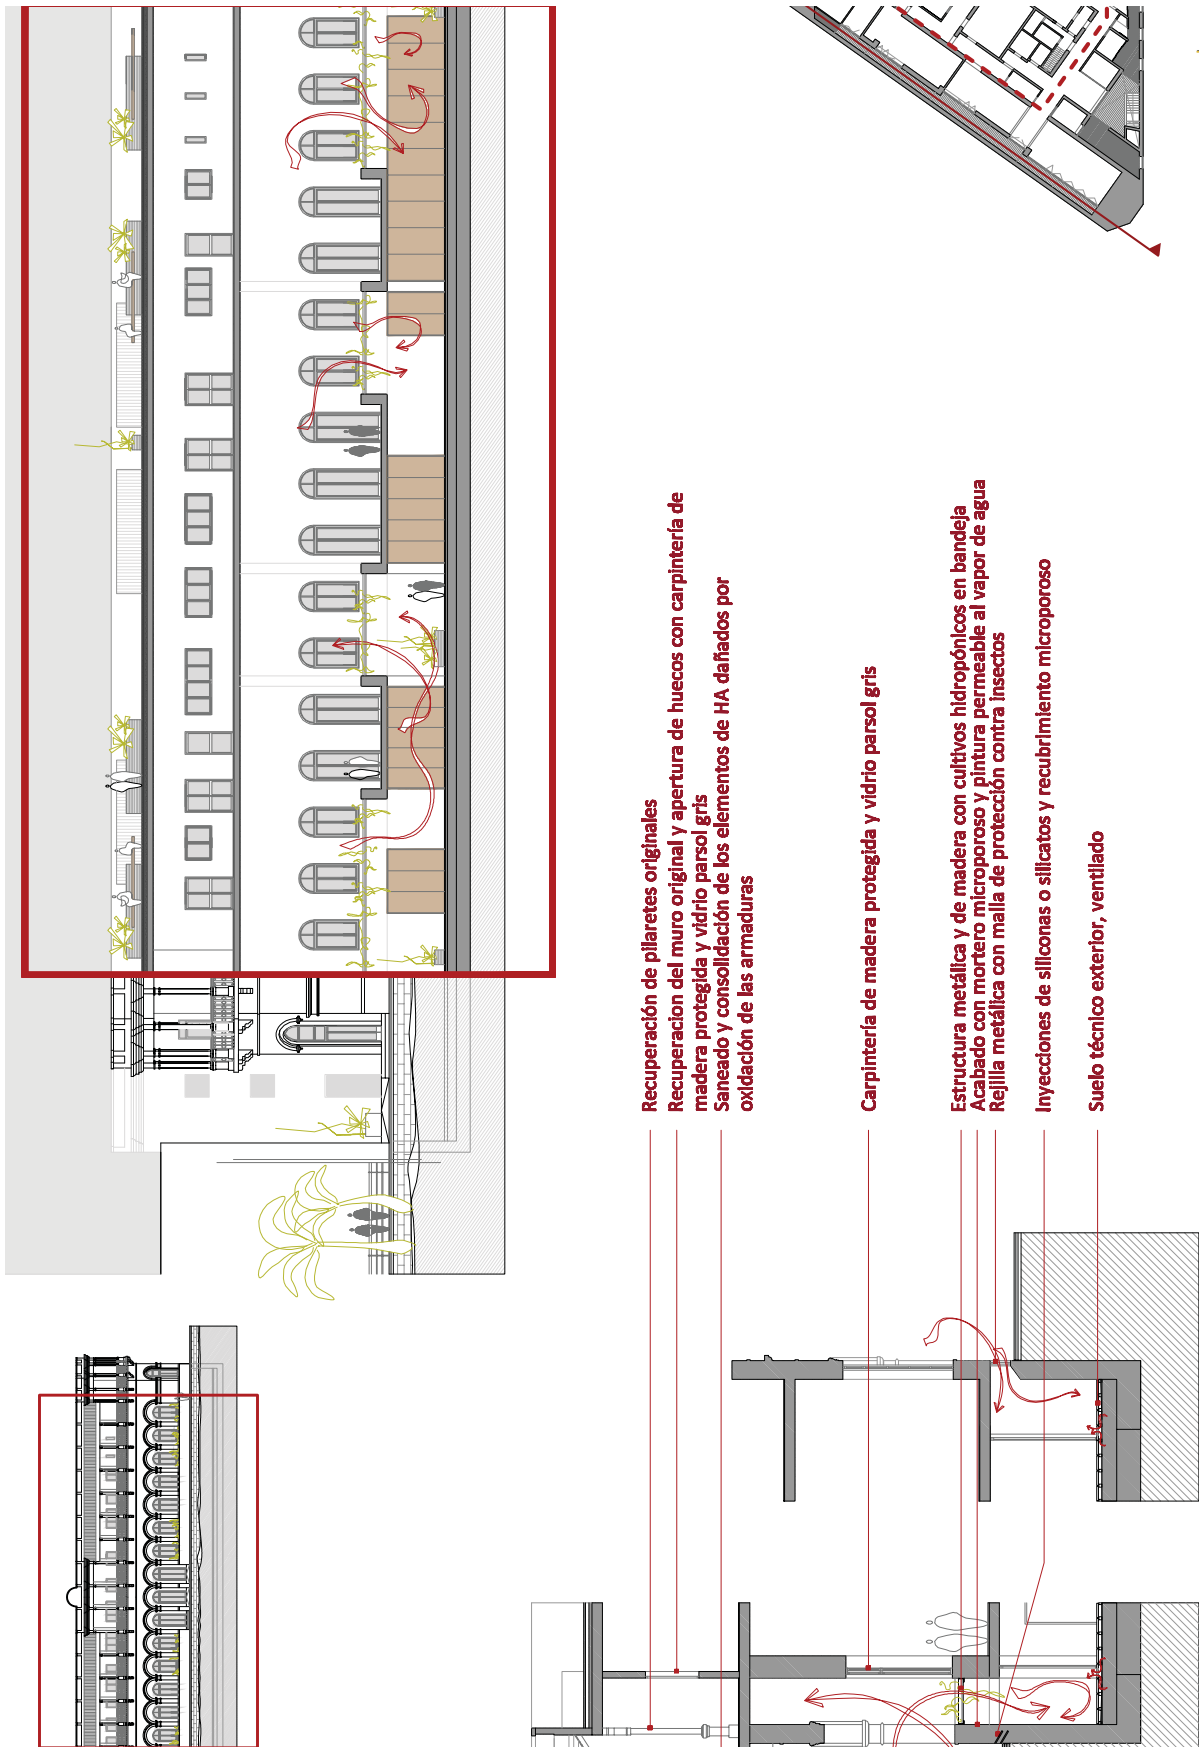 Recuperación de pilaretes originales
Recuperacion del muro original y apertura de huecos con carpintería de
madera protegida y vidrio parsol gris
Saneado y consolidación de los elementos de HA dañados por
oxidación de las armaduras
Carpintería de madera protegida y vidrio parsol gris
Estructura metálica y de madera con cultivos hidropónicos en bandeja
Acabado con mortero microporoso y pintura permeable al vapor de agua
Rejilla metálica con malla de protección contra insectos
Inyecciones de siliconas o silicatos y recubrimiento microporoso
Suelo técnico exterior, ventilado